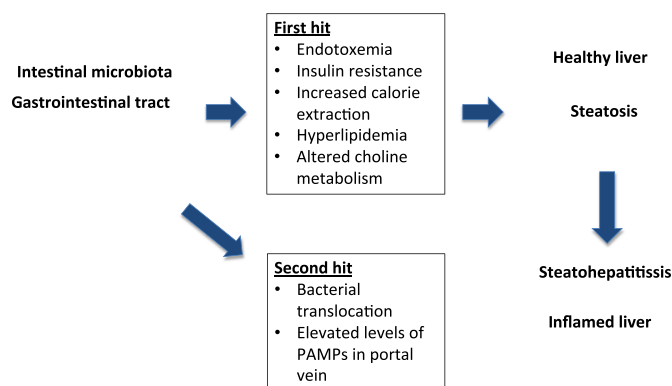 Intestinal microbiota
Gastrointestinal tract
First hit
• Endotoxemia
• Insulin resistance
• Increased calorie
extraction
• Hyperlipidemia
• Altered choline
metabolism
Healthy liver
Steatosis
Second hit
• Bacterial
translocation
• Elevated levels of
PAMPs in portal
vein
Steatohepatitissis
Inflamed liver